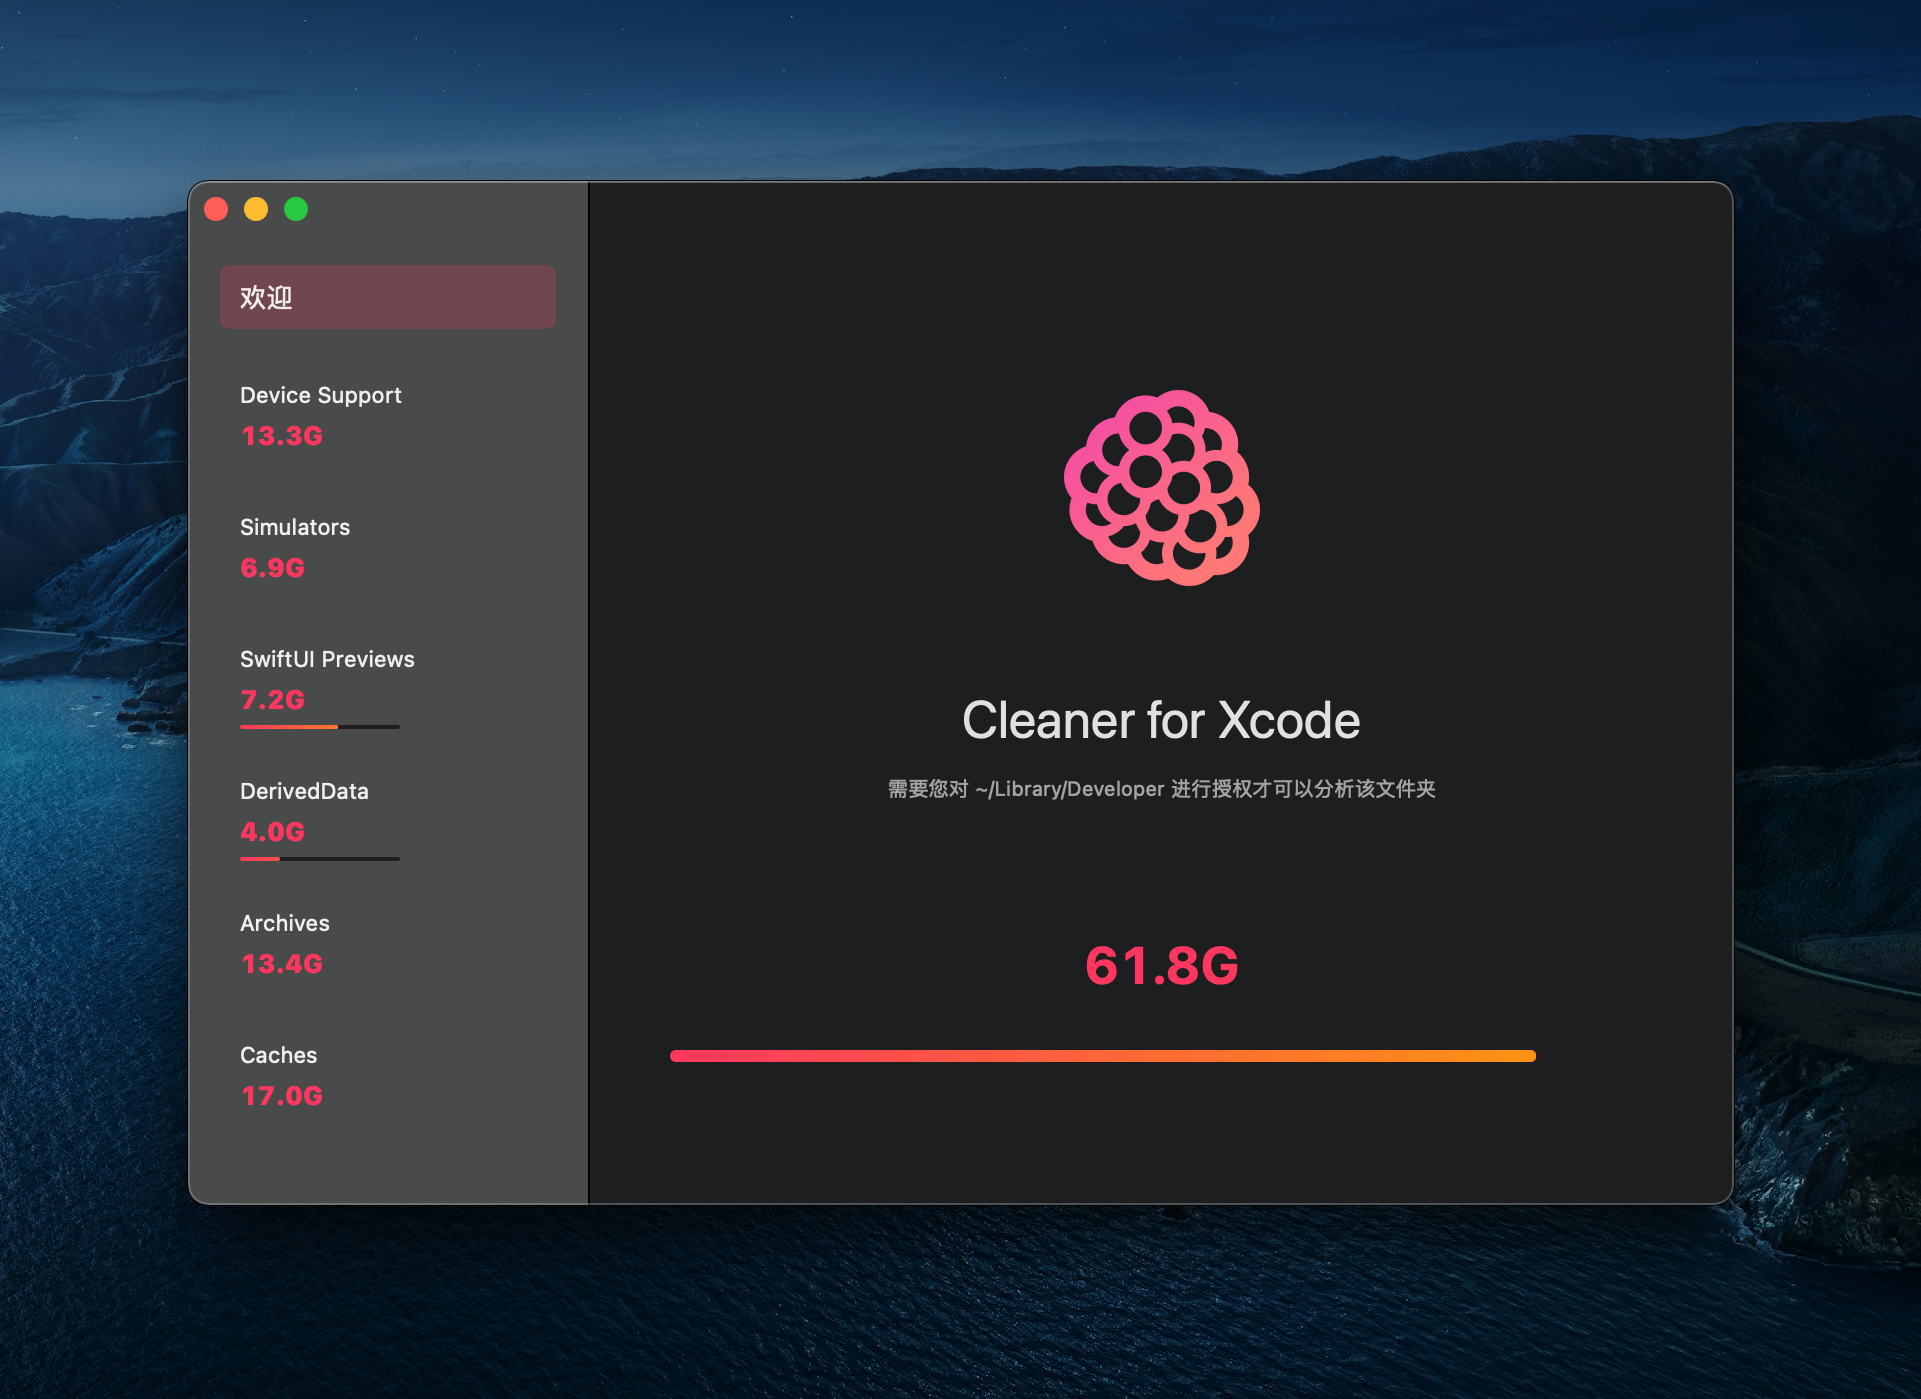 欢迎
Device Support
13.3G
Simulators
6.9G
SwiftUI Previews
7.2G
DerivedData
4.0G
Archives
13.4G
Caches
17.0G
Cleaner for Xcode
需要您对 ~/Library/Developer 进行授权才可以分析该文件夹
61.8G